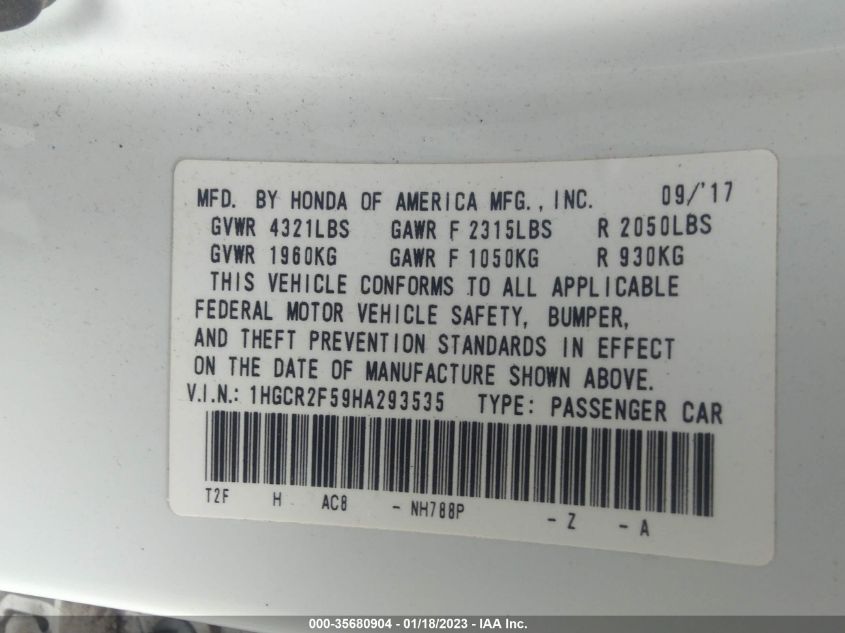 MFD. BY HONDA OF AMERICA MFG., INC. 09/'17
GVWR 4321LBS GAWR F 2315LBS R 2050LBS
GVWR 1960KG GAWR F 1050KG R 930KG
THIS VEHICLE CONFORMS TO ALL APPLICABLE
FEDERAL MOTOR VEHICLE SAFETY, BUMPER,
AND THEFT PREVENTION STANDARDS IN EFFECT
ON THE DATE OF MANUFACTURE SHOWN ABOVE.
V.I.N.: 1HGCR2F59HA293535 TYPE: PASSENGER CAR
T2F H AC8 - NH788P - Z - A
000-35680904 - 01/18/2023 - IAA Inc.